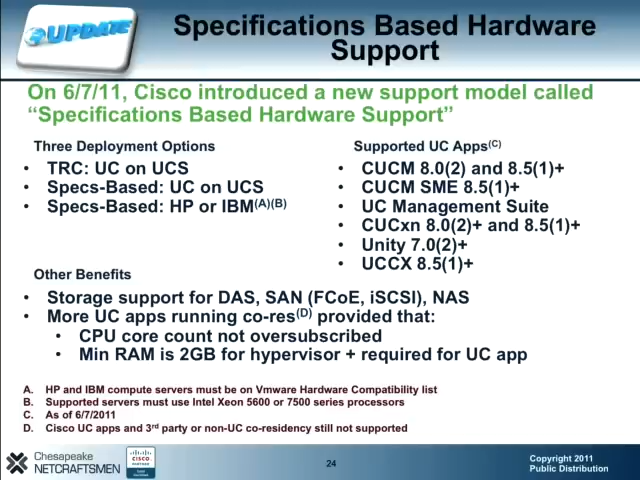 UPDATE
Specifications Based Hardware
Support
On 6/7/11, Cisco introduced a new support model called
“Specifications Based Hardware Support”
Three Deployment Options
• TRC: UC on UCS
• Specs-Based: UC on UCS
• Specs-Based: HP or IBM(A)(B)
Supported UC Apps(C)
• CUCM 8.0(2) and 8.5(1)+
• CUCM SME 8.5(1)+
• UC Management Suite
• CUCxn 8.0(2)+ and 8.5(1)+
• Unity 7.0(2)+
• UCCX 8.5(1)+
Other Benefits
• Storage support for DAS, SAN (FCoE, iSCSI), NAS
• More UC apps running co-res(D) provided that:
• CPU core count not oversubscribed
• Min RAM is 2GB for hypervisor + required for UC app
A. HP and IBM compute servers must be on Vmware Hardware Compatibility list
B. Supported servers must use Intel Xeon 5600 or 7500 series processors
C. As of 6/7/2011
D. Cisco UC apps and 3rd party or non-UC co-residency still not supported
Chesapeake
NETCRAFTSMEN
CISCO
PARTNER
24
Copyright 2011
Public Distribution